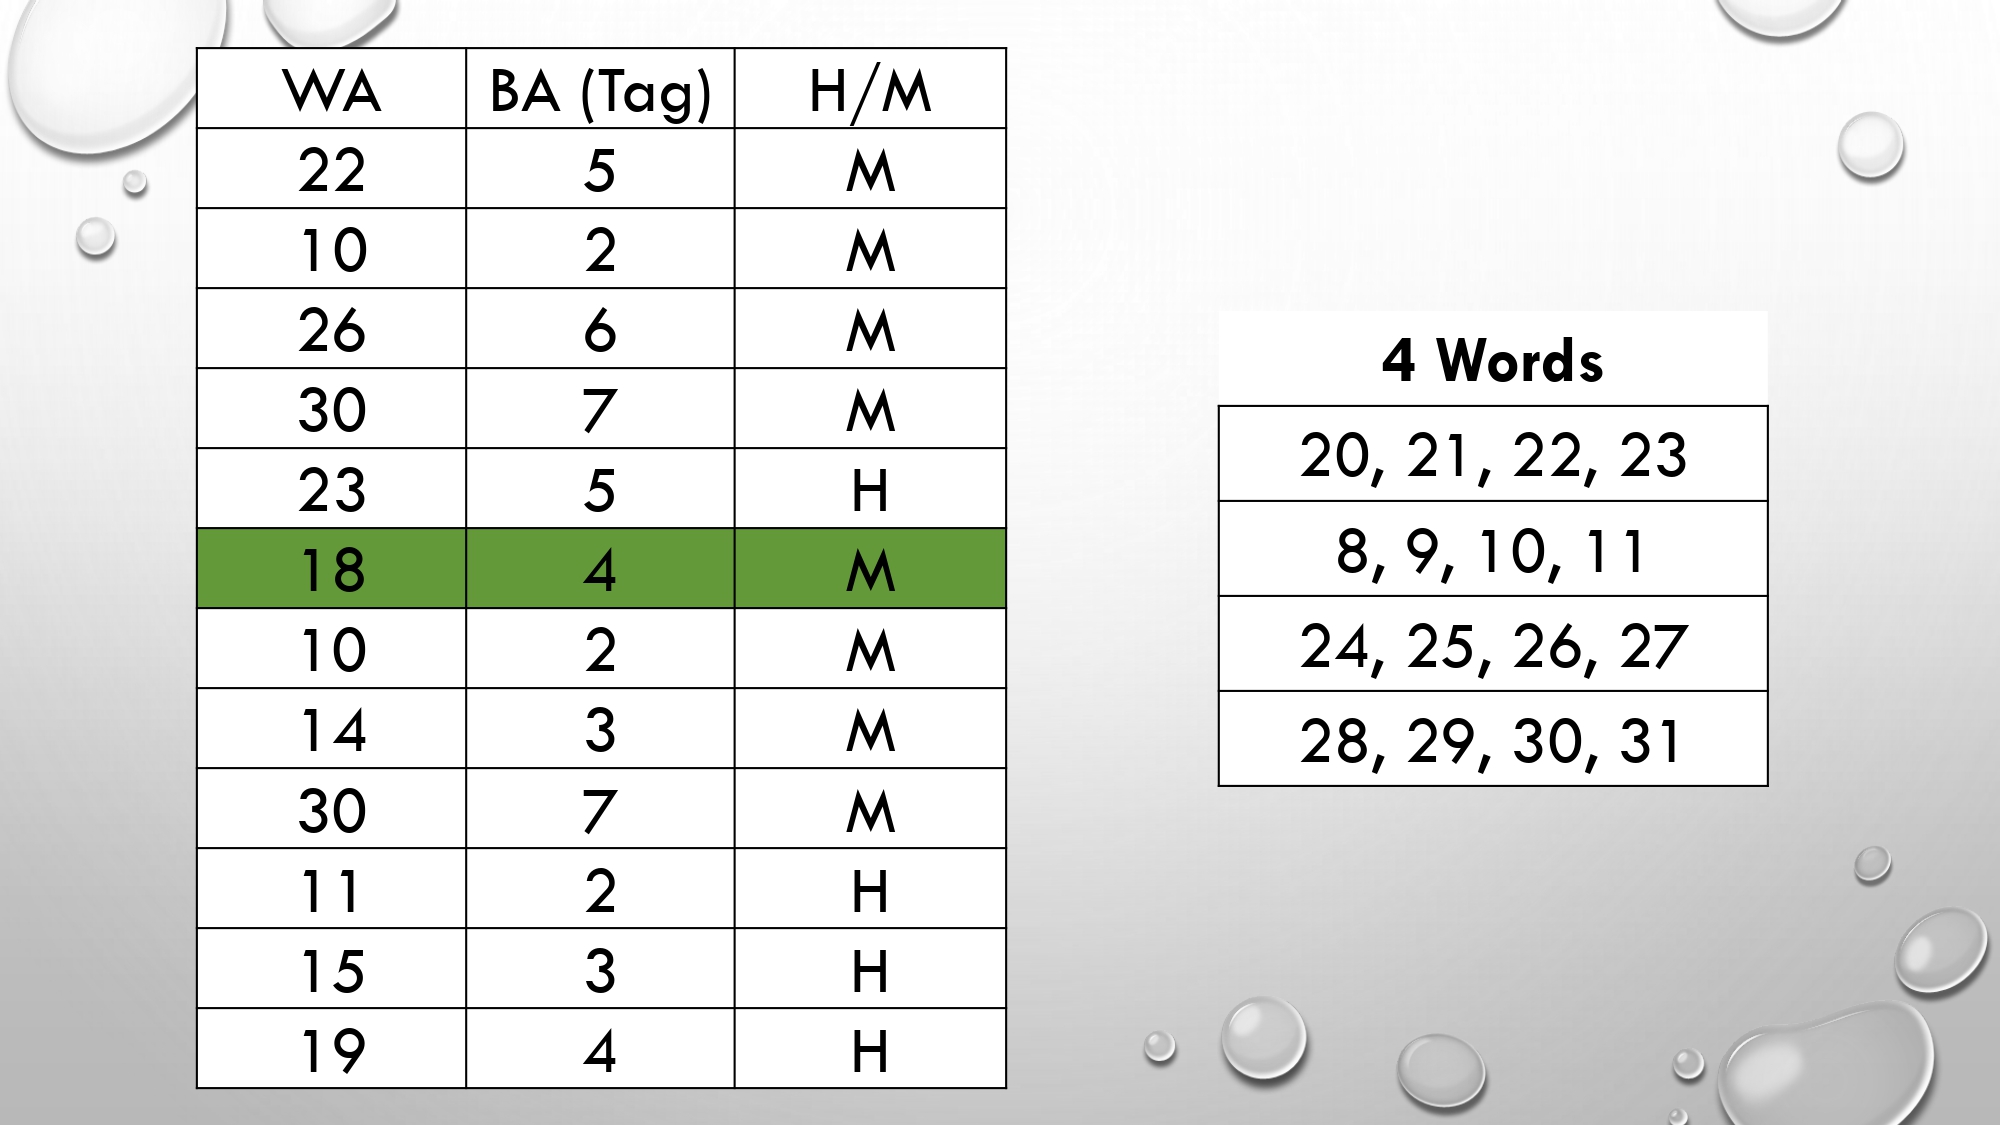 WA BA (Tag) H/M
22 5 M
10 2 M
26 6 M
30 7 M
23 5 H
18 4 M
10 2 M
14 3 M
30 7 M
11 2 H
15 3 H
19 4 H
4 Words
20, 21, 22, 23
8, 9, 10, 11
24, 25, 26, 27
28, 29, 30, 31